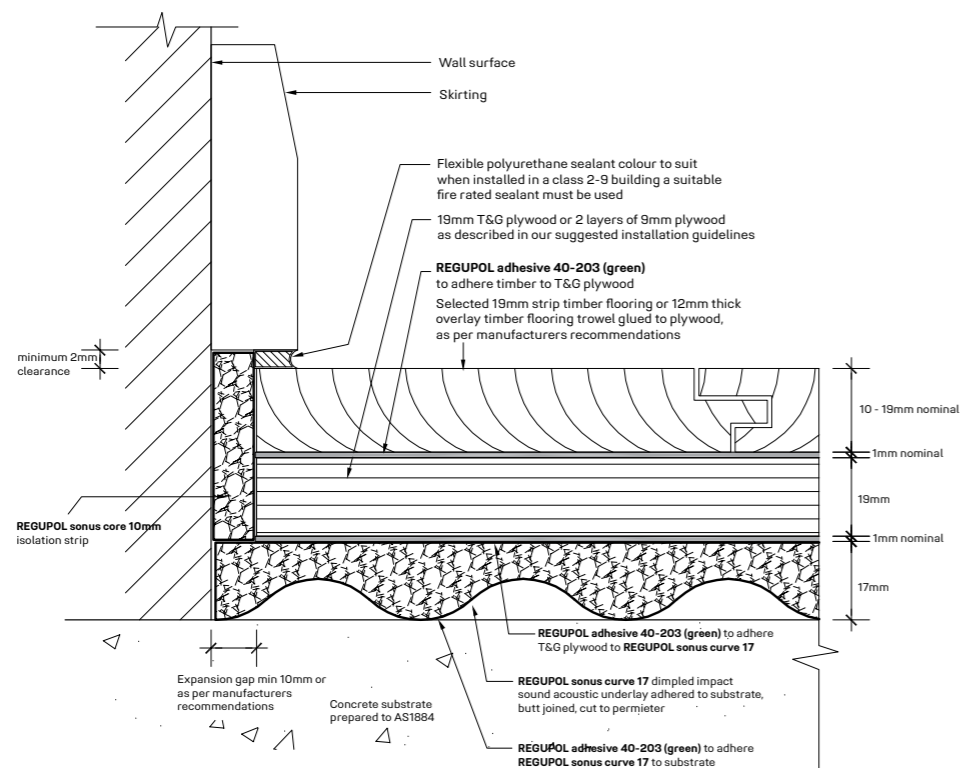 Wall surface
Skirting
Flexible polyurethane sealant colour to suit
when installed in a class 2-9 building a suitable
fire rated sealant must be used
19mm T&G plywood or 2 layers of 9mm plywood
as described in our suggested installation guidelines
REGUPOL adhesive 40-203 (green)
to adhere timber to T&G plywood
Selected 19mm strip timber flooring or 12mm thick
overlay timber flooring trowel glued to plywood,
as per manufacturers recommendations
minimum 2mm
clearance
10 - 19mm nominal
1mm nominal
19mm
1mm nominal
17mm
REGUPOL sonus core 10mm
isolation strip
REGUPOL adhesive 40-203 (green) to adhere
T&G plywood to REGUPOL sonus curve 17
REGUPOL sonus curve 17 dimpled impact
sound acoustic underlay adhered to substrate,
butt joined, cut to permieter
Expansion gap min 10mm or
as per manufacturers
recommendations
Concrete substrate
prepared to AS1884
REGUPOL adhesive 40-203 (green) to adhere
REGUPOL sonus curve 17 to substrate